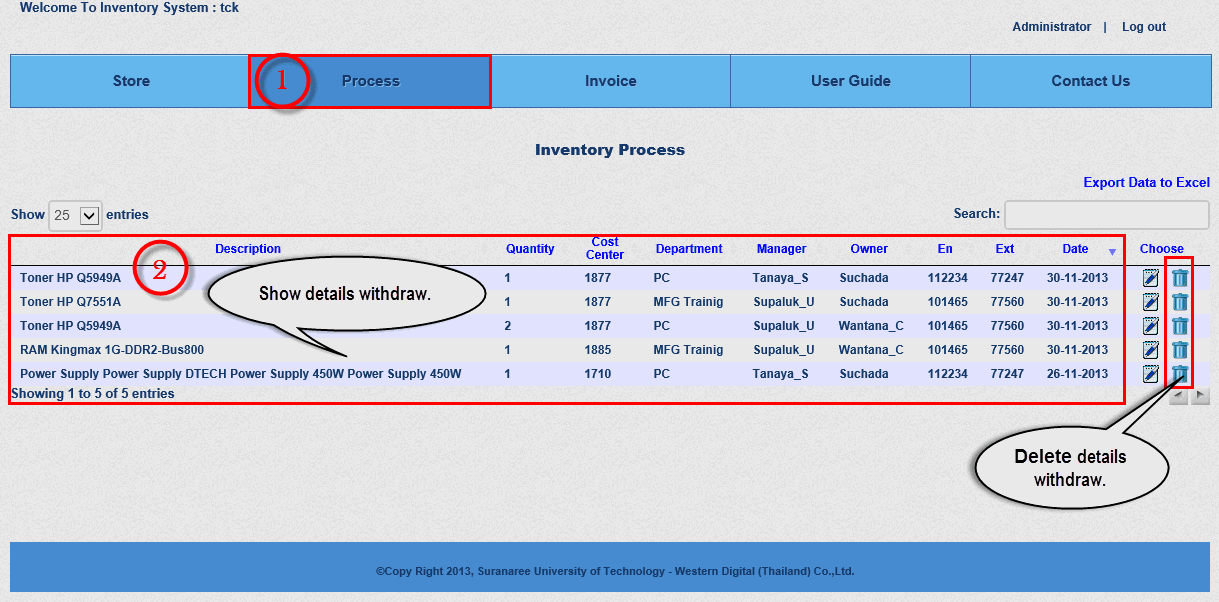 Welcome To Inventory System : tck
Administrator | Log out
Store 1 Process Invoice User Guide Contact Us
Inventory Process
Export Data to Excel
Show 25 entries Search:
Description Quantity Cost Center Department Manager Owner En Ext Date Choose
2
Toner HP Q5949A 1 1877 PC Tanaya_S Suchada 112234 77247 30-11-2013
Show details withdraw.
Toner HP Q7551A 1 1877 MFG Trainig Supaluk_U Suchada 101465 77560 30-11-2013
Toner HP Q5949A 2 1877 PC Supaluk_U Wantana_C 101465 77560 30-11-2013
RAM Kingmax 1G-DDR2-Bus800 1 1885 MFG Trainig Supaluk_U Wantana_C 101465 77560 30-11-2013
Power Supply Power Supply DTECH Power Supply 450W Power Supply 450W 1 1710 PC Tanaya_S Suchada 112234 77247 26-11-2013
Showing 1 to 5 of 5 entries
Delete details
withdraw.
©Copy Right 2013, Suranaree University of Technology - Western Digital (Thailand) Co.,Ltd.